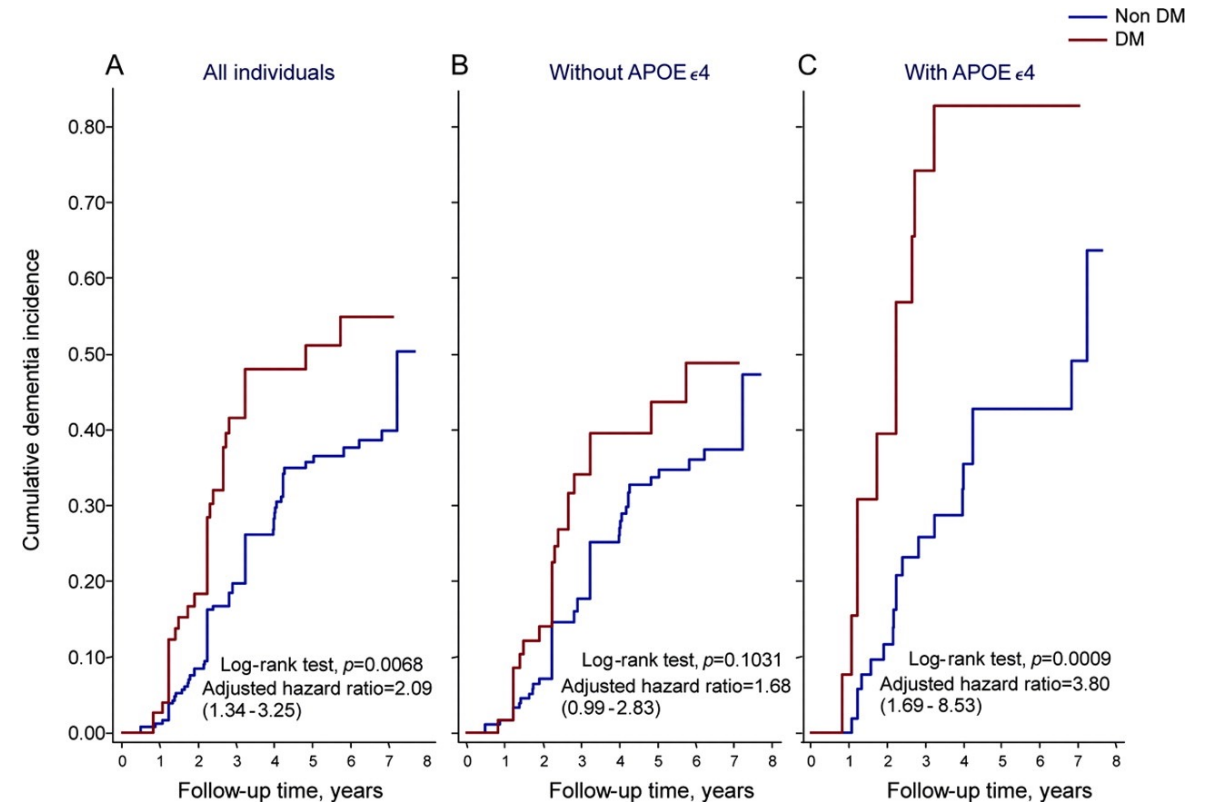 Non DM
DM
A
All individuals
B
Without APOE ϵ4
C
With APOE ϵ4
Cumulative dementia incidence
0.80
0.70
0.60
0.50
0.40
0.30
0.20
0.10
0.00
Log-rank test, p=0.0068
Adjusted hazard ratio=2.09
(1.34-3.25)
Log-rank test, p=0.1031
Adjusted hazard ratio=1.68
(0.99-2.83)
Log-rank test, p=0.0009
Adjusted hazard ratio=3.80
(1.69-8.53)
0 1 2 3 4 5 6 7 8
0 1 2 3 4 5 6 7 8
0 1 2 3 4 5 6 7 8
Follow-up time, years
Follow-up time, years
Follow-up time, years